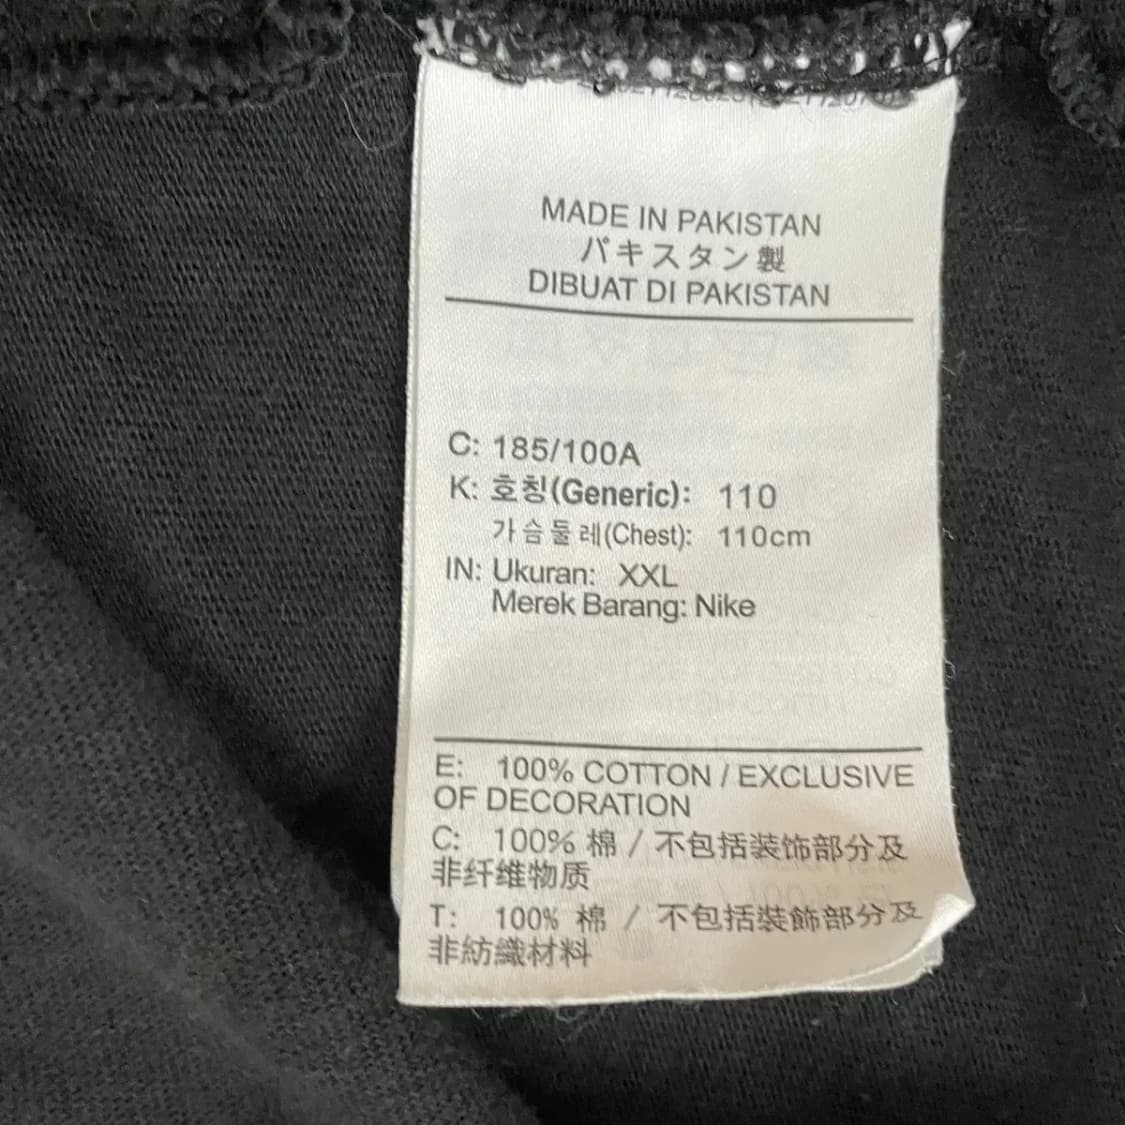 MADE IN PAKISTAN
パキスタン製
DIBUAT DI PAKISTAN
C: 185/100A
K: 호칭(Generic): 110
가슴둘레(Chest): 110cm
IN: Ukuran: XXL
Merek Barang: Nike
E: 100% COTTON / EXCLUSIVE
OF DECORATION
C: 100% 棉 / 不包括装饰部分及
非纤维物质
T: 100% 棉 / 不包括裝飾部分及
非紡織材料